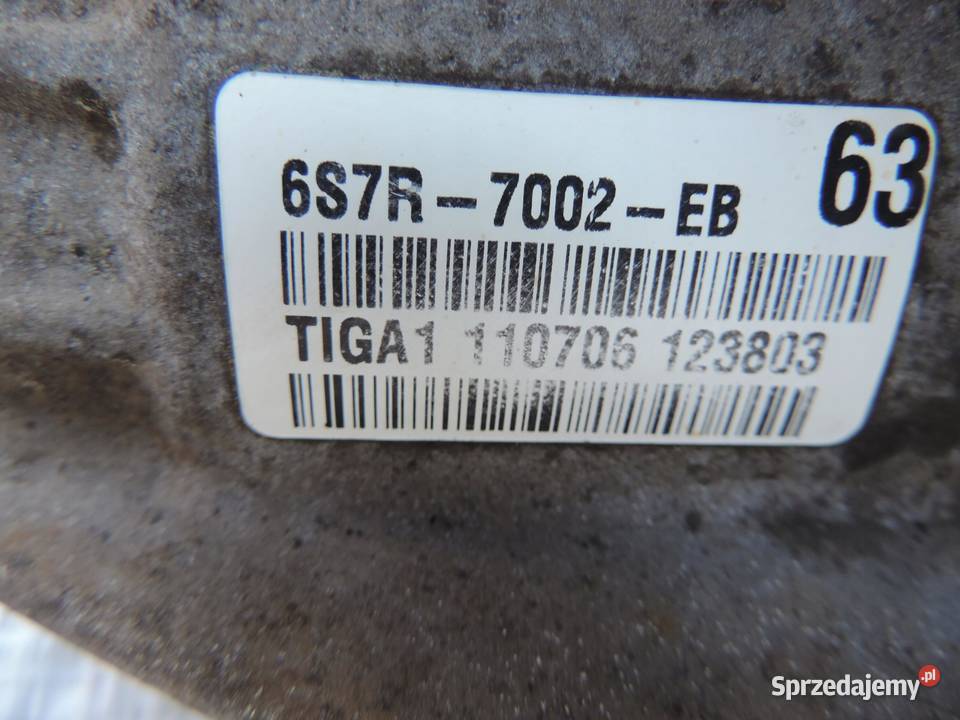 63
6S7R-7002-EB
TIGA1 110706 123803
Sprzedajemy.pl